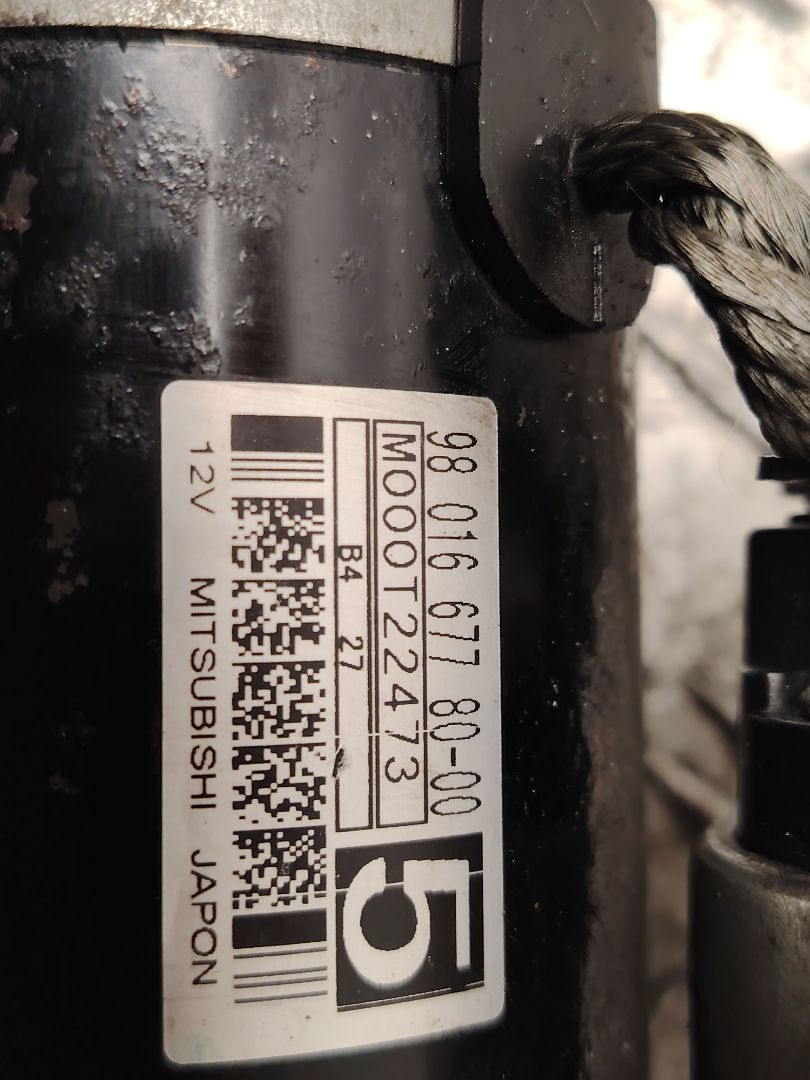 98 016 677 80-00
M000T22473
B4 27
5
12V MITSUBISHI JAPON